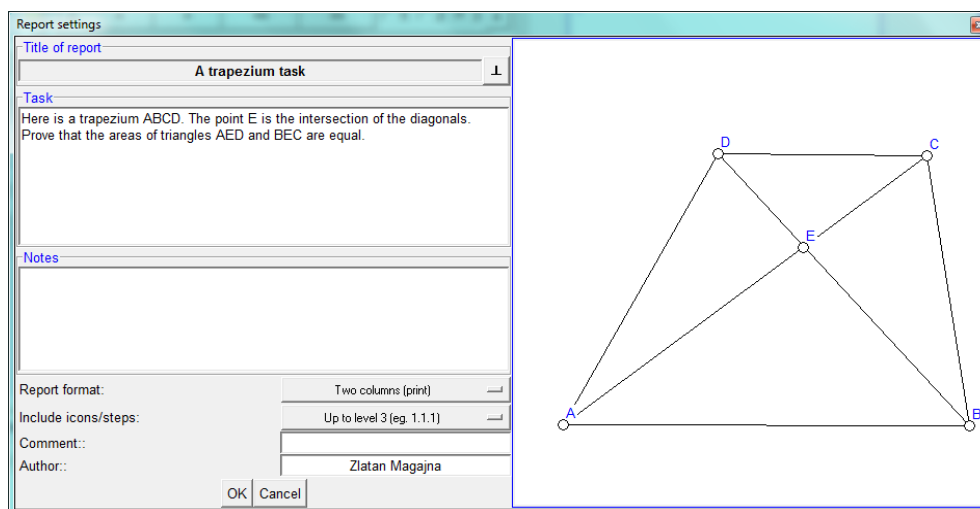 Report settings
Title of report
A trapezium task
Task
Here is a trapezium ABCD. The point E is the intersection of the diagonals.
Prove that the areas of triangles AED and BEC are equal.
Notes
Report format:
Two columns (print)
Include icons/steps:
Up to level 3 (eg. 1.1.1)
Comment::
Author::
Zlatan Magajna
OK
Cancel
D
C
E
A
B